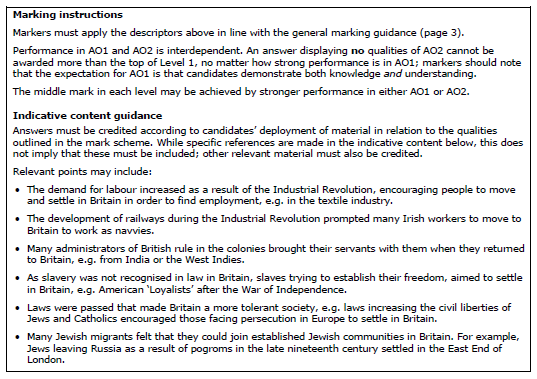 Marking instructions
Markers must apply the descriptors above in line with the general marking guidance (page 3).
Performance in AO1 and AO2 is interdependent. An answer displaying no qualities of AO2 cannot be
awarded more than the top of Level 1, no matter how strong performance is in AO1; markers should note
that the expectation for AO1 is that candidates demonstrate both knowledge and understanding.
The middle mark in each level may be achieved by stronger performance in either AO1 or AO2.
Indicative content guidance
Answers must be credited according to candidates’ deployment of material in relation to the qualities
outlined in the mark scheme. While specific references are made in the indicative content below, this does
not imply that these must be included; other relevant material must also be credited.
Relevant points may include:
• The demand for labour increased as a result of the Industrial Revolution, encouraging people to move
and settle in Britain in order to find employment, e.g. in the textile industry.
• The development of railways during the Industrial Revolution prompted many Irish workers to move to
Britain to work as navvies.
• Many administrators of British rule in the colonies brought their servants with them when they returned
to Britain, e.g. from India or the West Indies.
• As slavery was not recognised in law in Britain, slaves trying to establish their freedom, aimed to settle
in Britain, e.g. American ‘Loyalists’ after the War of Independence.
• Laws were passed that made Britain a more tolerant society, e.g. laws increasing the civil liberties of
Jews and Catholics encouraged those facing persecution in Europe to settle in Britain.
• Many Jewish migrants felt that they could join established Jewish communities in Britain. For example,
Jews leaving Russia as a result of pogroms in the late nineteenth century settled in the East End of
London.